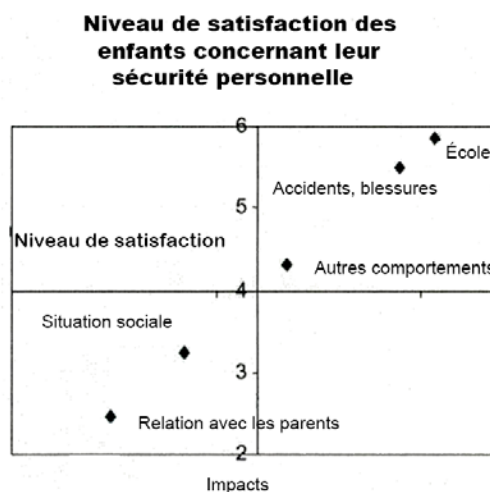 Niveau de satisfaction des
enfants concernant leur
sécurité personnelle
6
École
Accidents, blessures
5
Niveau de satisfaction
Autres comportements
4
Situation sociale
3
Relation avec les parents
2
Impacts